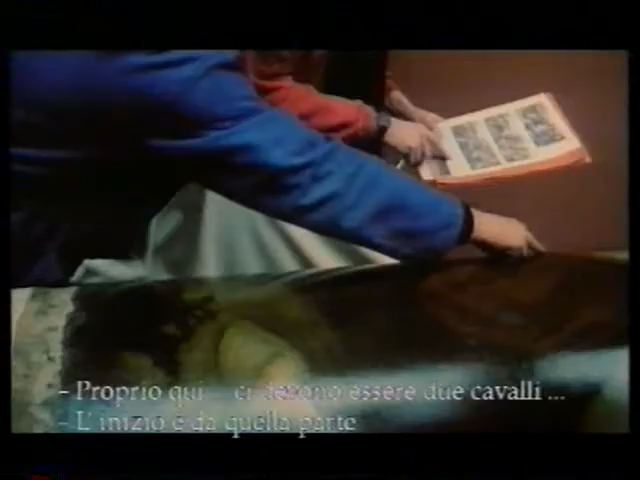 - Proprio qui ... ci devono essere due cavalli ...
- L' inizio è da quella parte